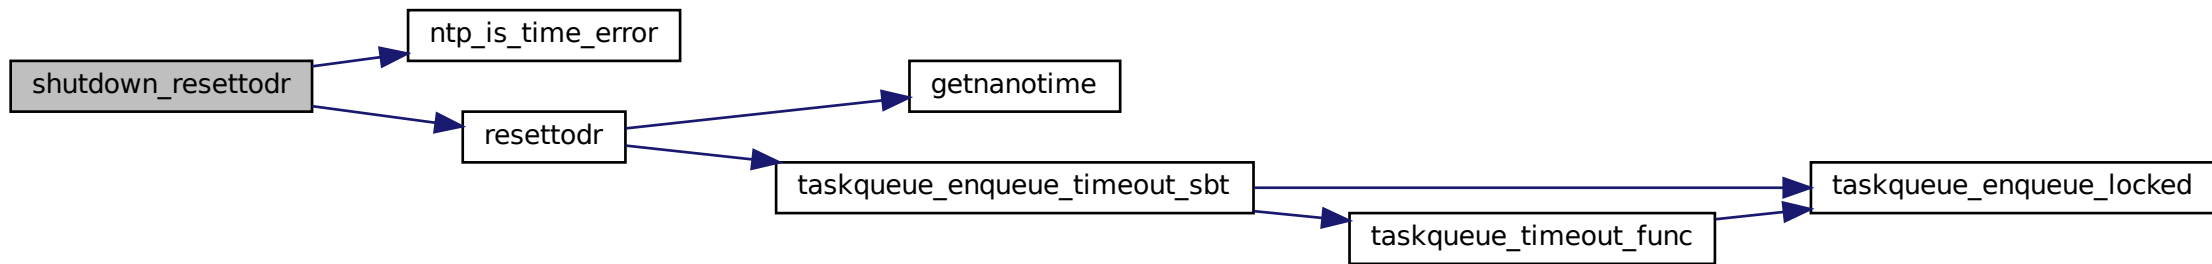 ntp_is_time_error
shutdown_resettodr
getnanotime
resettodr
taskqueue_enqueue_timeout_sbt
taskqueue_enqueue_locked
taskqueue_timeout_func